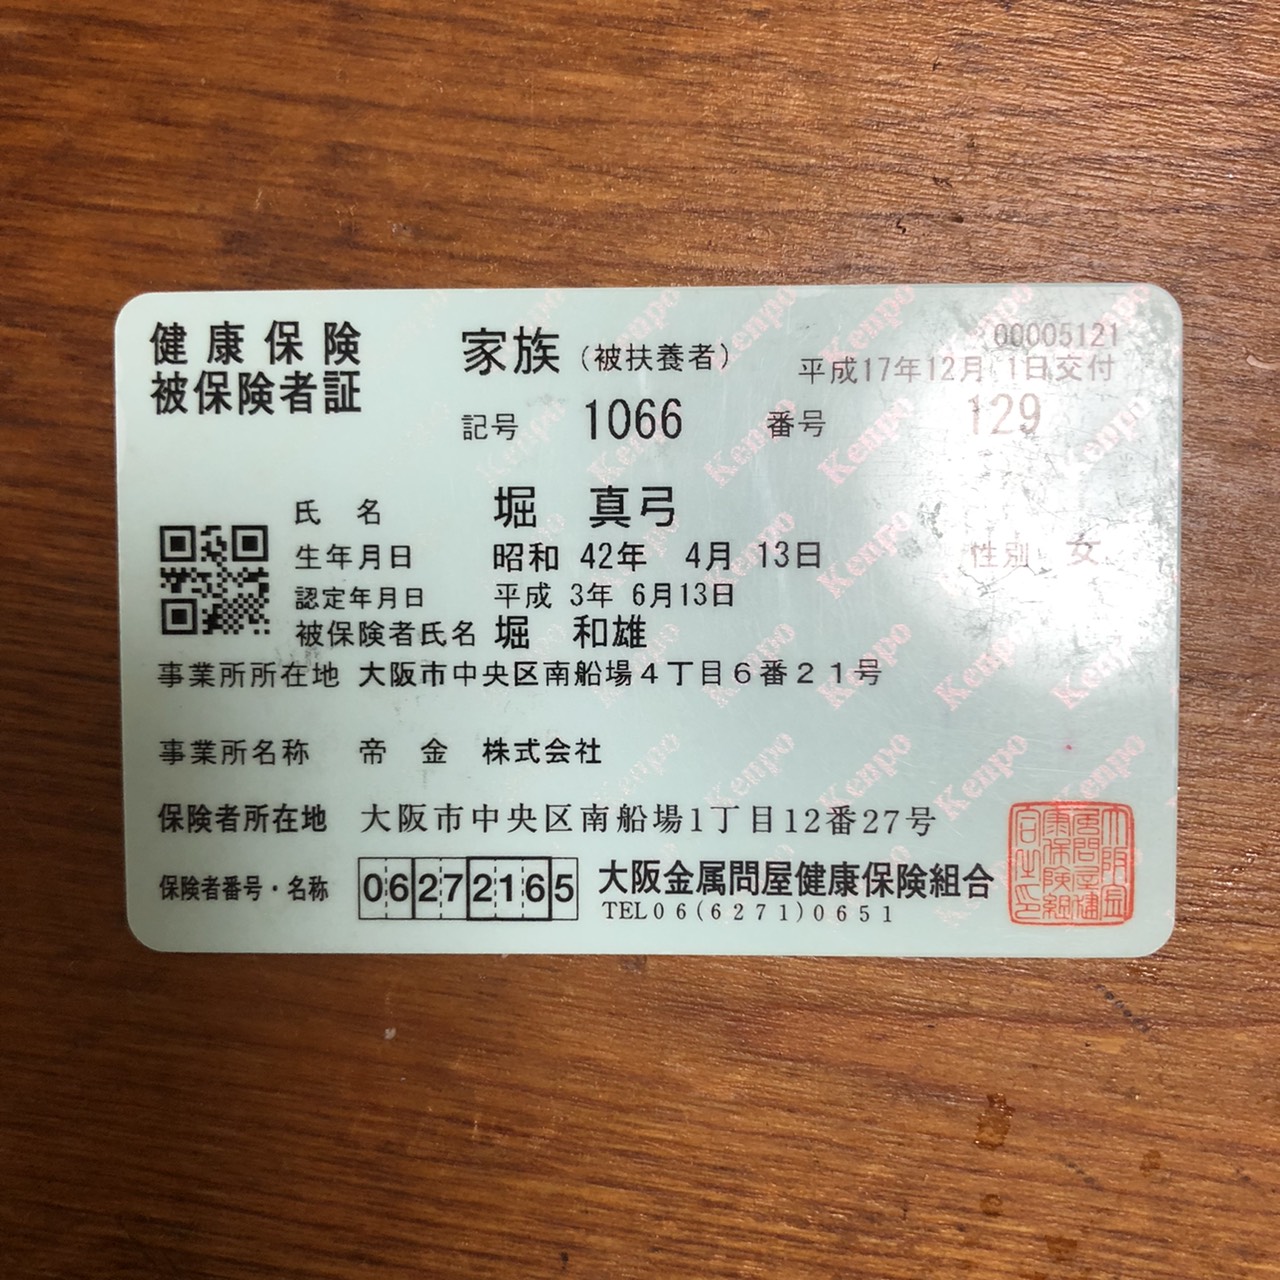 健康保険
被保険者証
家族（被扶養者）
00005121
平成17年12月 1日交付
記号 1066 番号 129
氏名 堀 真弓
生年月日 昭和 42年 4月 13日 性別 女
認定年月日 平成 3年 6月13日
被保険者氏名 堀 和雄
事業所所在地 大阪市中央区南船場４丁目６番２１号
事業所名称 帝 金 株式会社
保険者所在地 大阪市中央区南船場1丁目12番27号
保険者番号・名称 06272165 大阪金属問屋健康保険組合
TEL０６(６２７１)０６５１
Kenpo